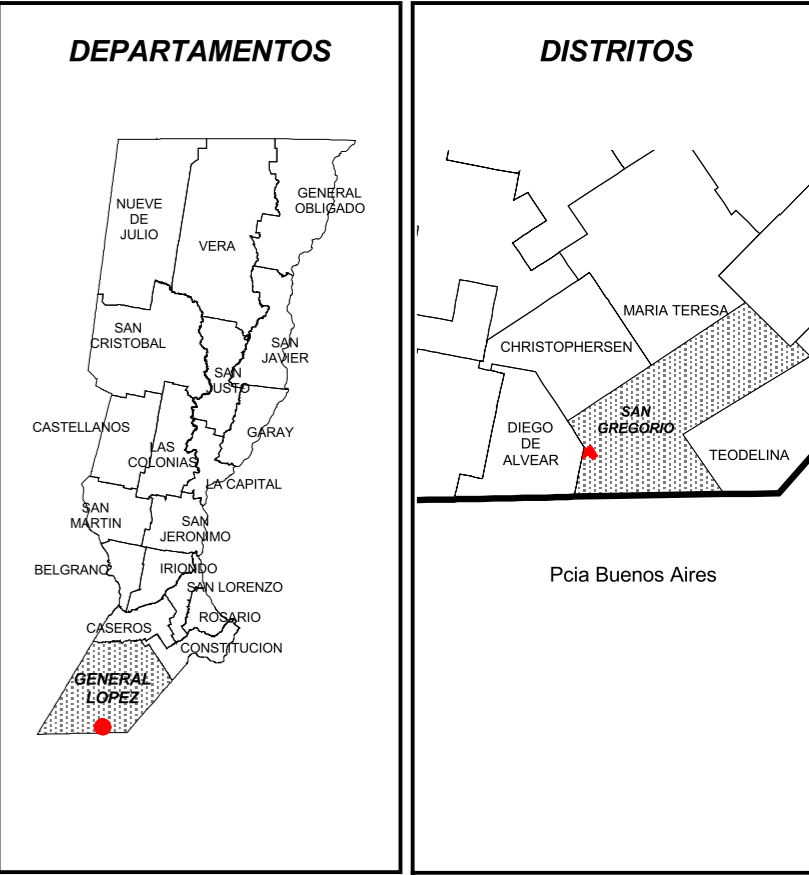 DEPARTAMENTOS
NUEVE
DE
JULIO
VERA
GENERAL
OBLIGADO
SAN
CRISTOBAL
SAN
JAVIER
SAN
JUSTO
CASTELLANOS
LAS
COLONIAS
GARAY
LA CAPITAL
SAN
MARTIN
SAN
JERONIMO
BELGRANO
IRIONDO
SAN LORENZO
CASEROS
ROSARIO
CONSTITUCION
GENERAL
LOPEZ
DISTRITOS
MARIA TERESA
CHRISTOPHERSEN
SAN
GREGORIO
DIEGO
DE
ALVEAR
TEODELINA
Pcia Buenos Aires